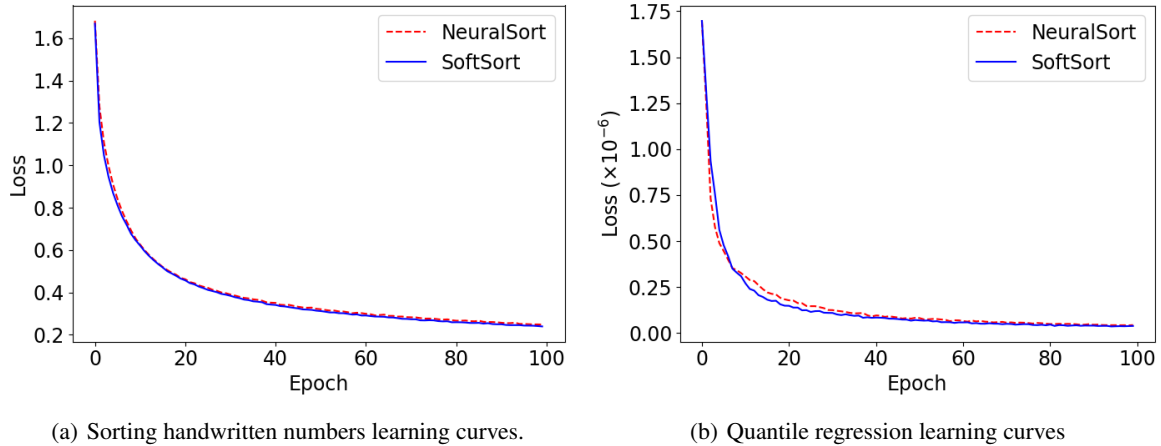 1.6
1.4
1.2
1.0
0.8
0.6
0.4
0.2
Loss
0
20
40
60
80
100
Epoch
NeuralSort
SoftSort
(a) Sorting handwritten numbers learning curves.
1.75
1.50
1.25
1.00
0.75
0.50
0.25
0.00
Loss (×10⁻⁶)
0
20
40
60
80
100
Epoch
NeuralSort
SoftSort
(b) Quantile regression learning curves